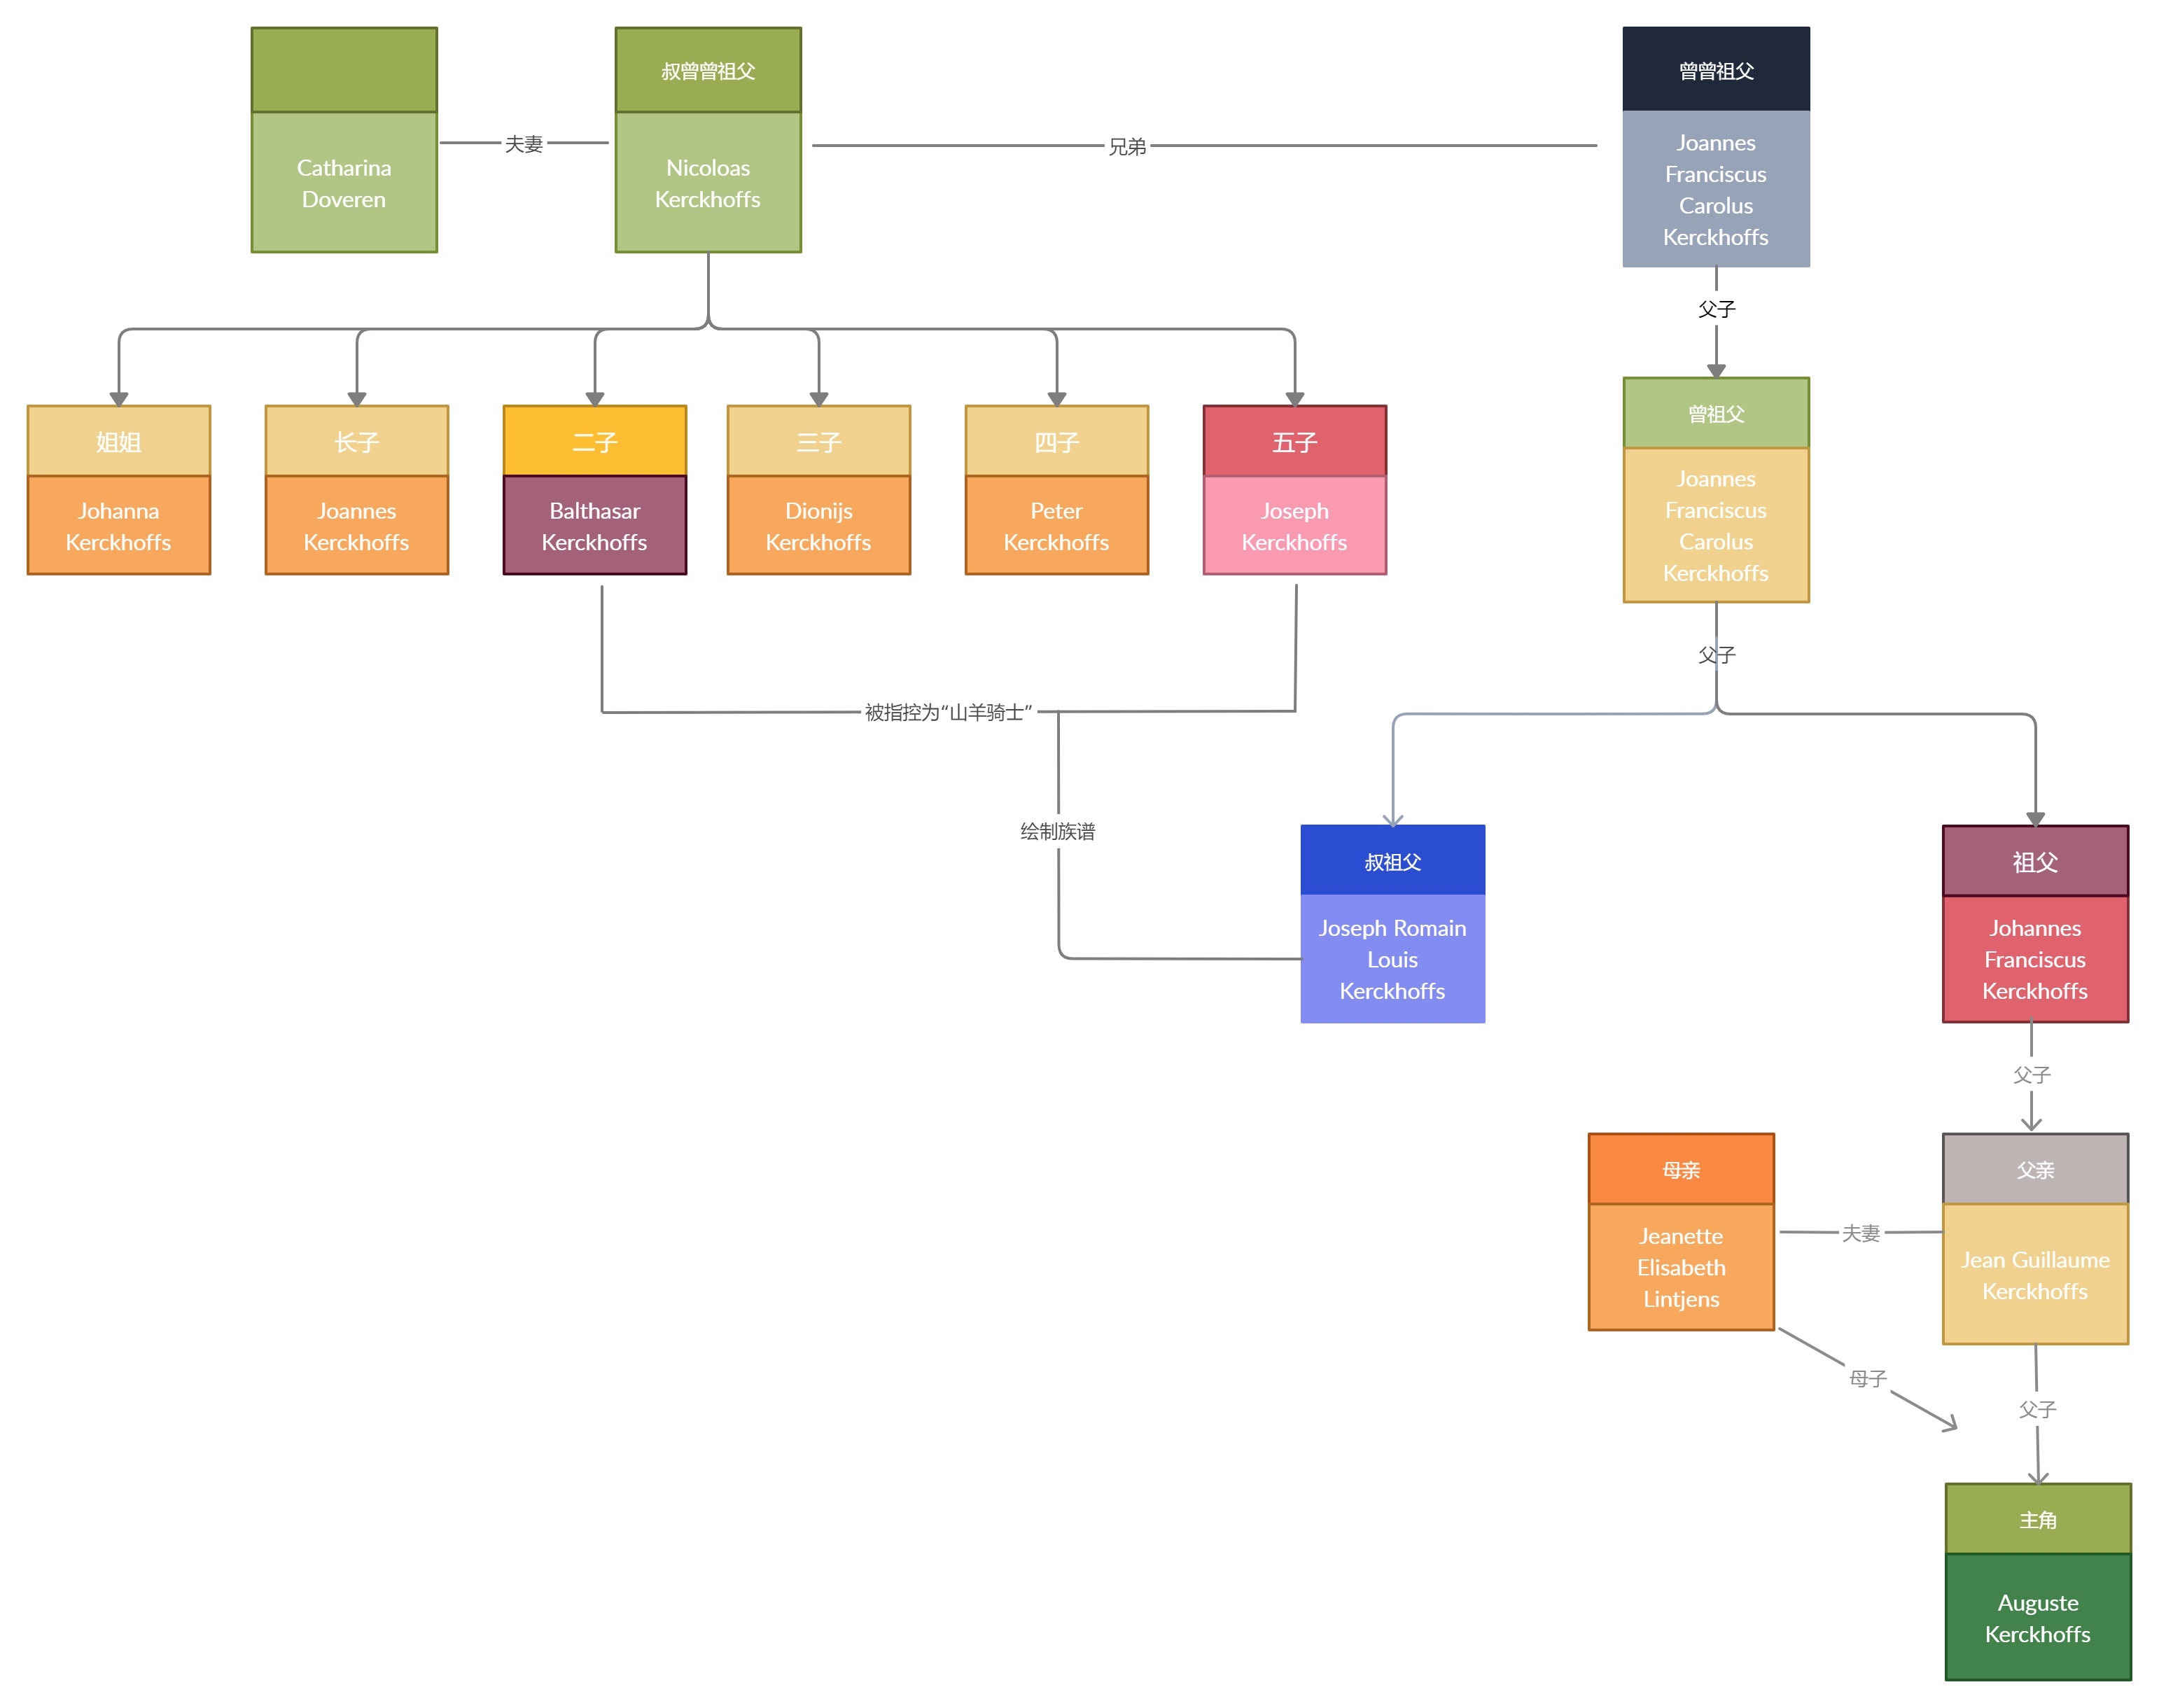 叔曾曾祖父
曾曾祖父
Catharina
Doveren
夫妻
Nicoloas
Kerckhoffs
兄弟
Joannes
Franciscus
Carolus
Kerckhoffs
父子
姐姐
Johanna
Kerckhoffs
长子
Joannes
Kerckhoffs
二子
Balthasar
Kerckhoffs
三子
Dionijs
Kerckhoffs
四子
Peter
Kerckhoffs
五子
Joseph
Kerckhoffs
曾祖父
Joannes
Franciscus
Carolus
Kerckhoffs
父子
被指控为“山羊骑士”
绘制族谱
叔祖父
Joseph Romain
Louis
Kerckhoffs
祖父
Johannes
Franciscus
Kerckhoffs
父子
母亲
Jeanette
Elisabeth
Lintjens
夫妻
父亲
Jean Guillaume
Kerckhoffs
母子
父子
主角
Auguste
Kerckhoffs